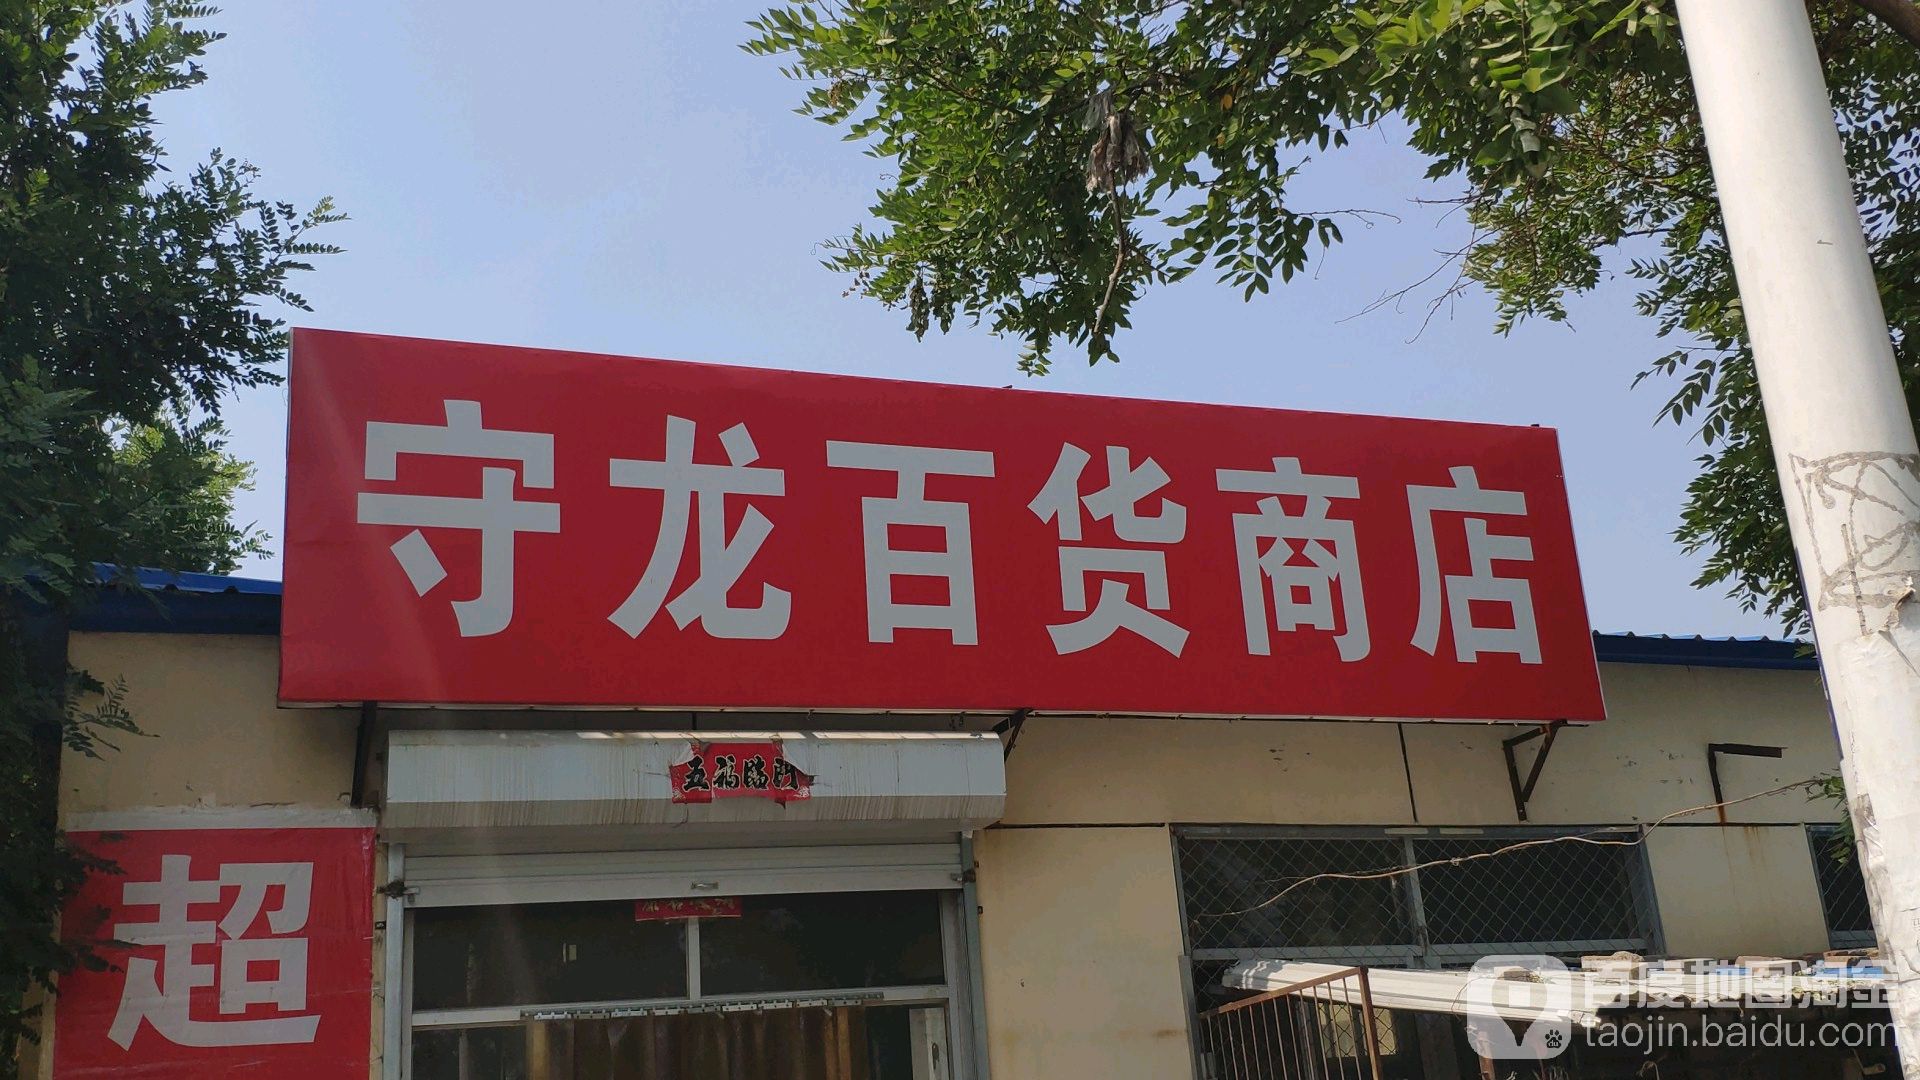 守龙百货商店
五福临门
超
百度地图淘金
taojin.baidu.com